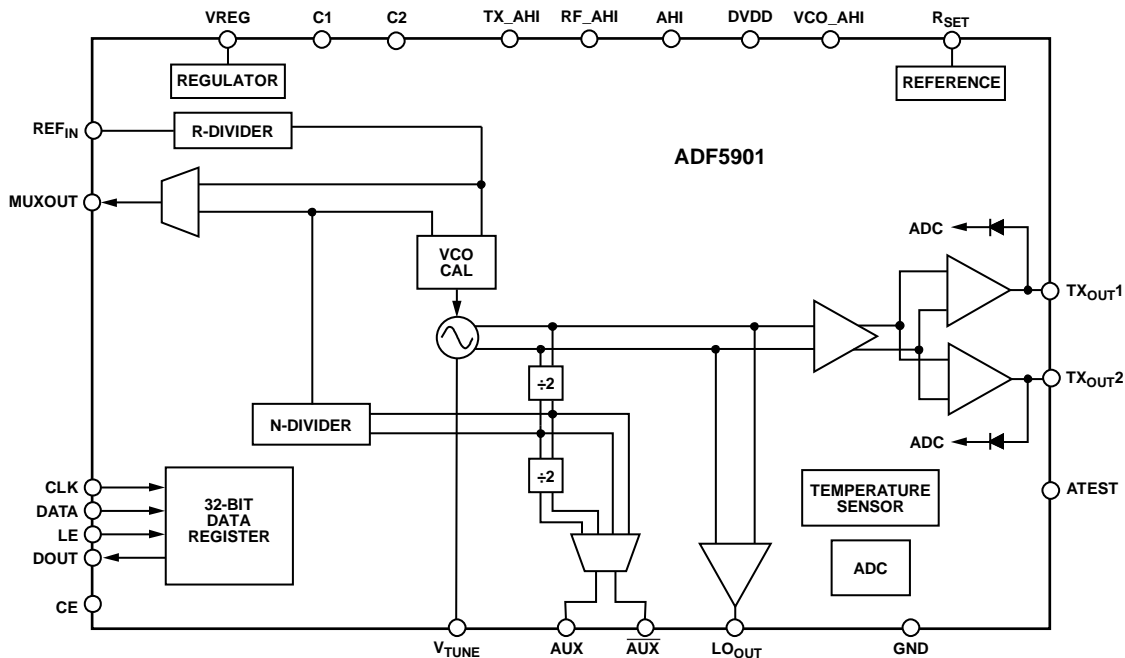 VREG
C1
C2
TX_AHI
RF_AHI
AHI
DVDD
VCO_AHI
RSET
REGULATOR
REFERENCE
REFIN
R-DIVIDER
ADF5901
MUXOUT
ADC
VCO
CAL
TXOUT1
÷2
TXOUT2
N-DIVIDER
ADC
÷2
CLK
DATA
LE
DOUT
32-BIT
DATA
REGISTER
TEMPERATURE
SENSOR
ATEST
ADC
CE
VTUNE
AUX
AUX
LOOUT
GND